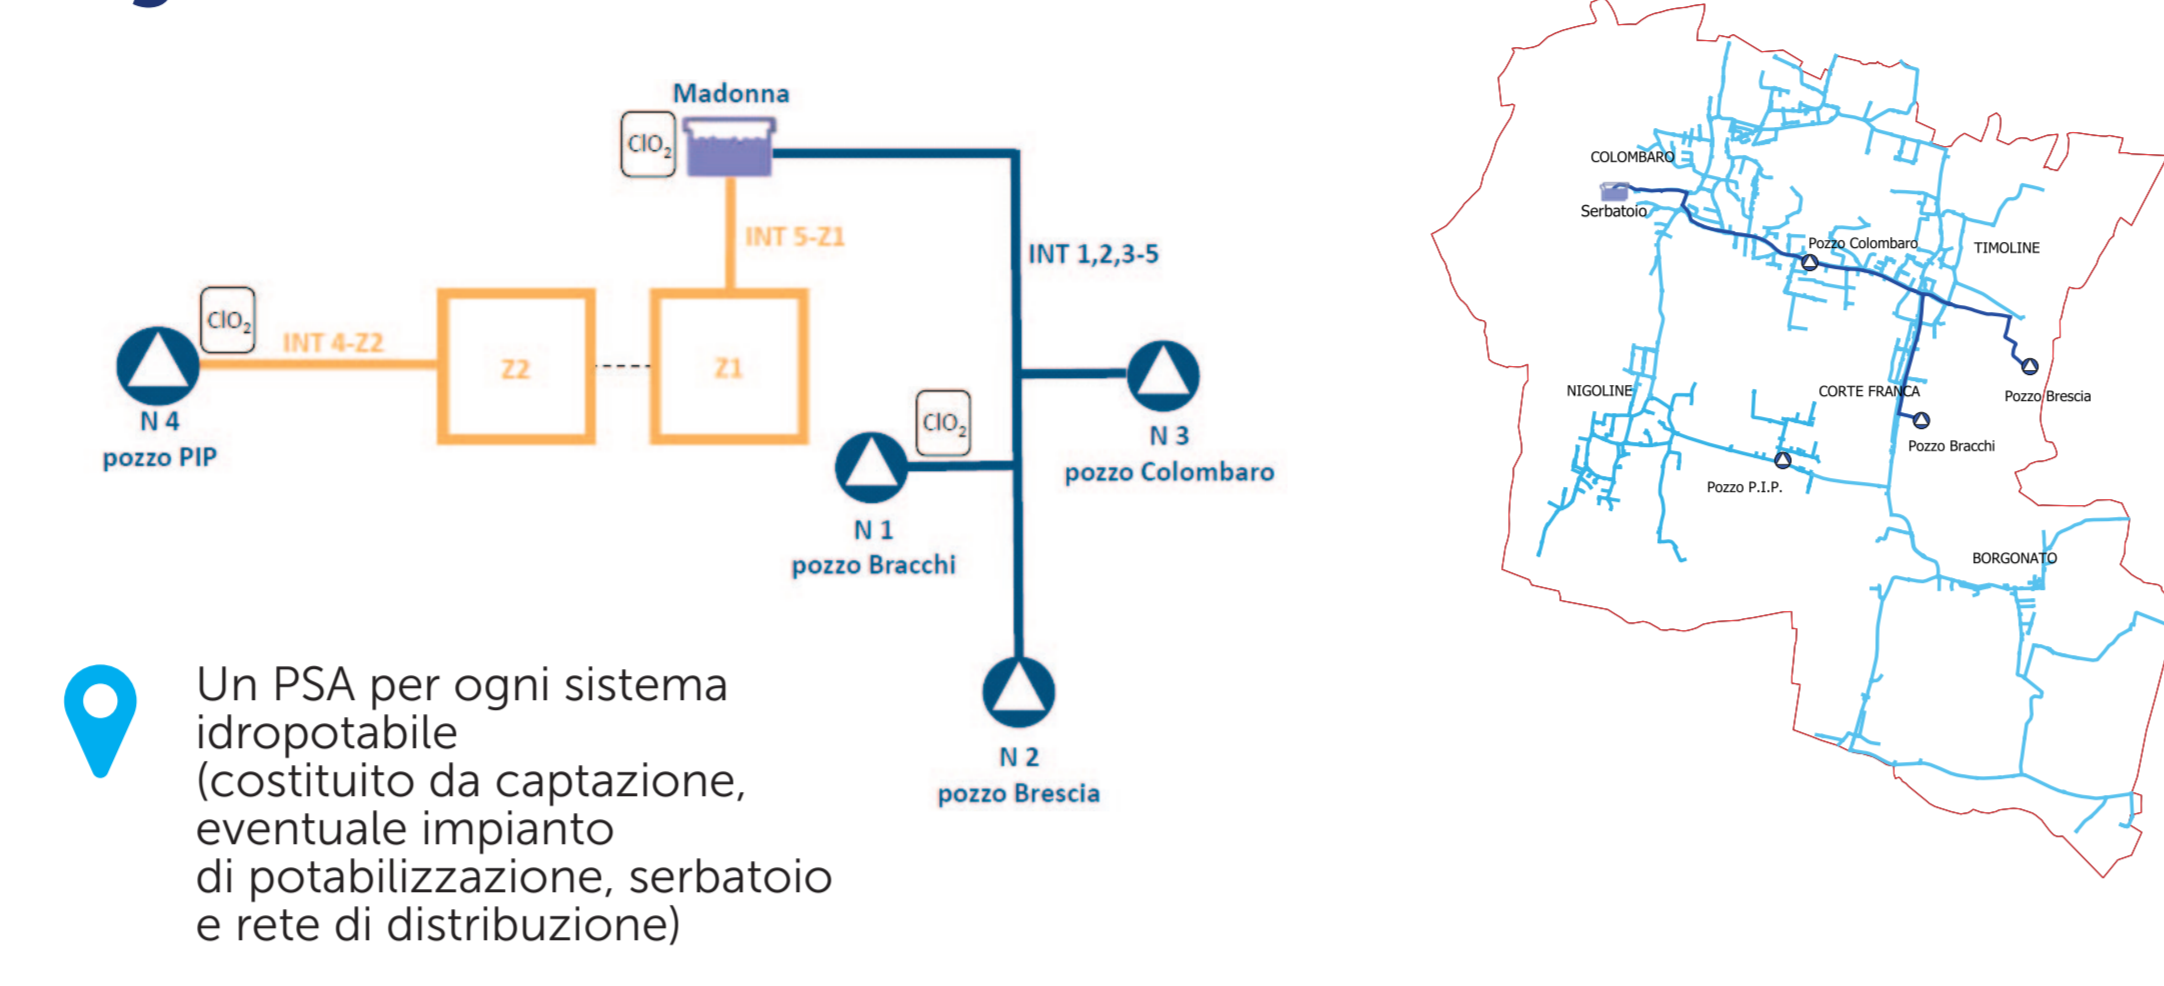 Madonna
ClO2
INT 5-Z1
INT 1,2,3-5
ClO2
INT 4-Z2
Z2
Z1
N 4
pozzo PIP
ClO2
N 3
pozzo Colombaro
N 1
pozzo Bracchi
N 2
pozzo Brescia
Un PSA per ogni sistema
idropotabile
(costituito da captazione,
eventuale impianto
di potabilizzazione, serbatoio
e rete di distribuzione)
COLOMBARO
Serbatoio
Pozzo Colombaro
TIMOLINE
NIGOLINE
CORTE FRANCA
Pozzo Brescia
Pozzo Bracchi
Pozzo P.I.P.
BORGONATO